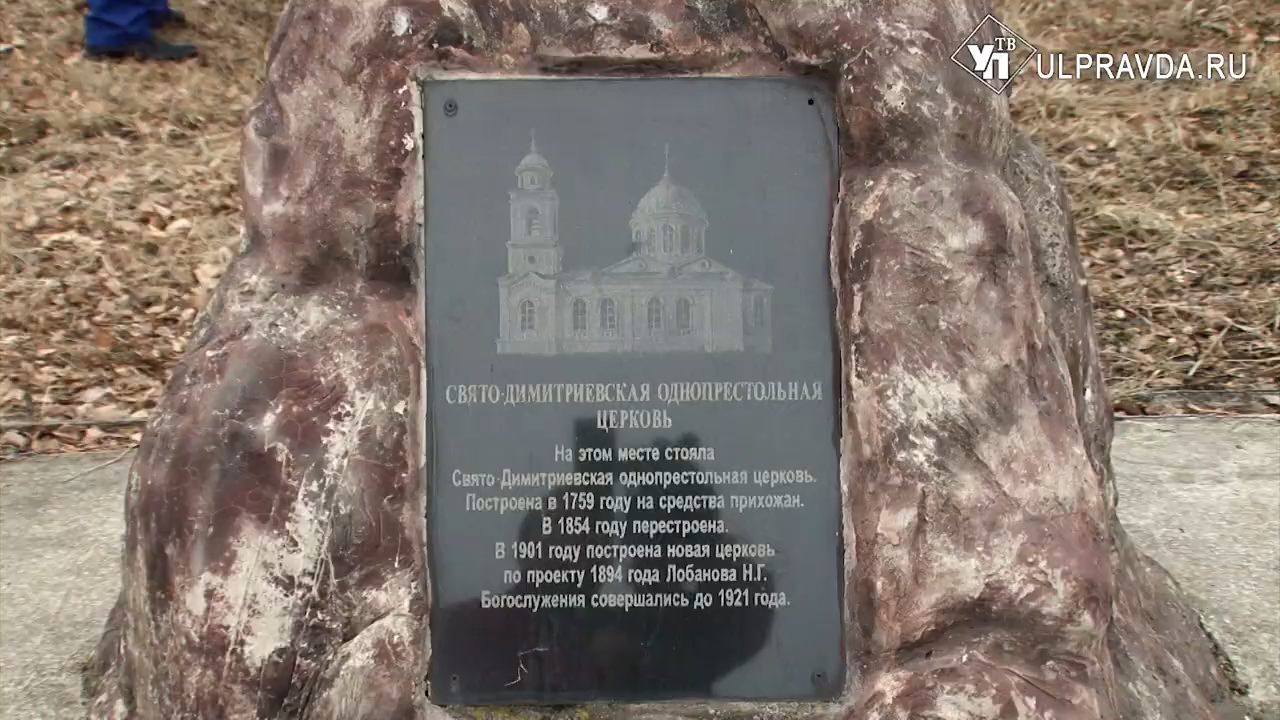 УП ТВ ULPRAVDA.RU
СВЯТО-ДИМИТРИЕВСКАЯ ОДНОПРЕСТОЛЬНАЯ
ЦЕРКОВЬ
На этом месте стояла
Свято-Димитриевская однопрестольная церковь.
Построена в 1759 году на средства прихожан.
В 1854 году перестроена.
В 1901 году построена новая церковь
по проекту 1894 года Лобанова Н.Г.
Богослужения совершались до 1921 года.